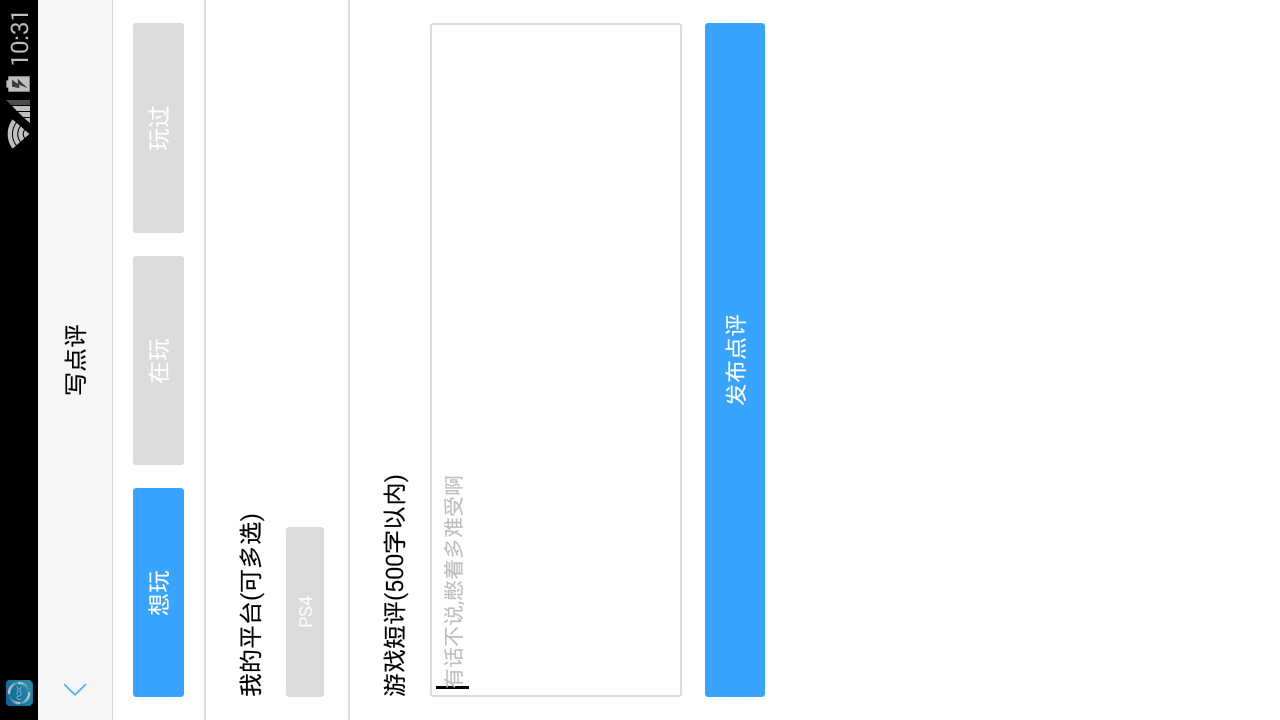 10:31
写点评
想玩
在玩
玩过
我的平台(可多选)
PS4
游戏短评(500字以内)
有话不说,憋着多难受啊
发布点评